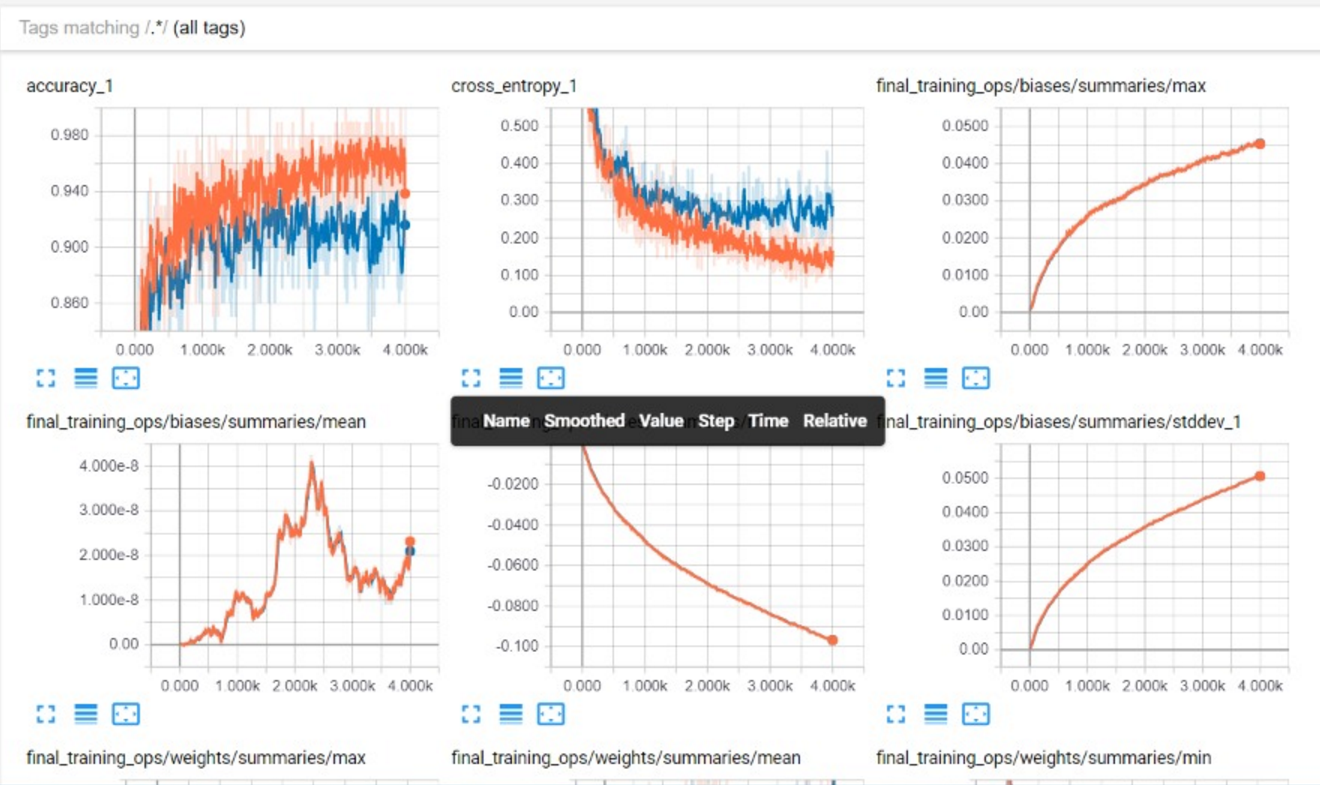 Tags matching /.*/ (all tags)
accuracy_1
0.980
0.940
0.900
0.860
0.000 1.000k 2.000k 3.000k 4.000k
cross_entropy_1
0.500
0.400
0.300
0.200
0.100
0.00
0.000 1.000k 2.000k 3.000k 4.000k
final_training_ops/biases/summaries/max
0.0500
0.0400
0.0300
0.0200
0.0100
0.00
0.000 1.000k 2.000k 3.000k 4.000k
final_training_ops/biases/summaries/mean
4.000e-8
3.000e-8
2.000e-8
1.000e-8
0.00
0.000 1.000k 2.000k 3.000k 4.000k
Name Smoothed Value Step Time Relative
-0.0200
-0.0400
-0.0600
-0.0800
-0.100
0.000 1.000k 2.000k 3.000k 4.000k
final_training_ops/biases/summaries/stddev_1
0.0500
0.0400
0.0300
0.0200
0.0100
0.00
0.000 1.000k 2.000k 3.000k 4.000k
final_training_ops/weights/summaries/max
final_training_ops/weights/summaries/mean
final_training_ops/weights/summaries/min